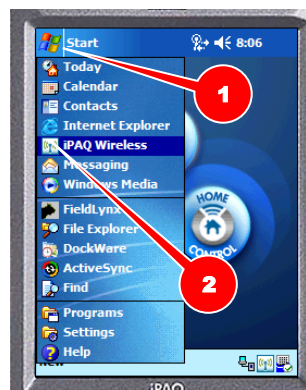 Start 8:06
1
Today
Calendar
Contacts
Internet Explorer
iPAQ Wireless
Messaging
Windows Media
HOME
CONTROL
FieldLynx
File Explorer
DockWare
2
ActiveSync
Find
Programs
Settings
Help
New
iPAQ